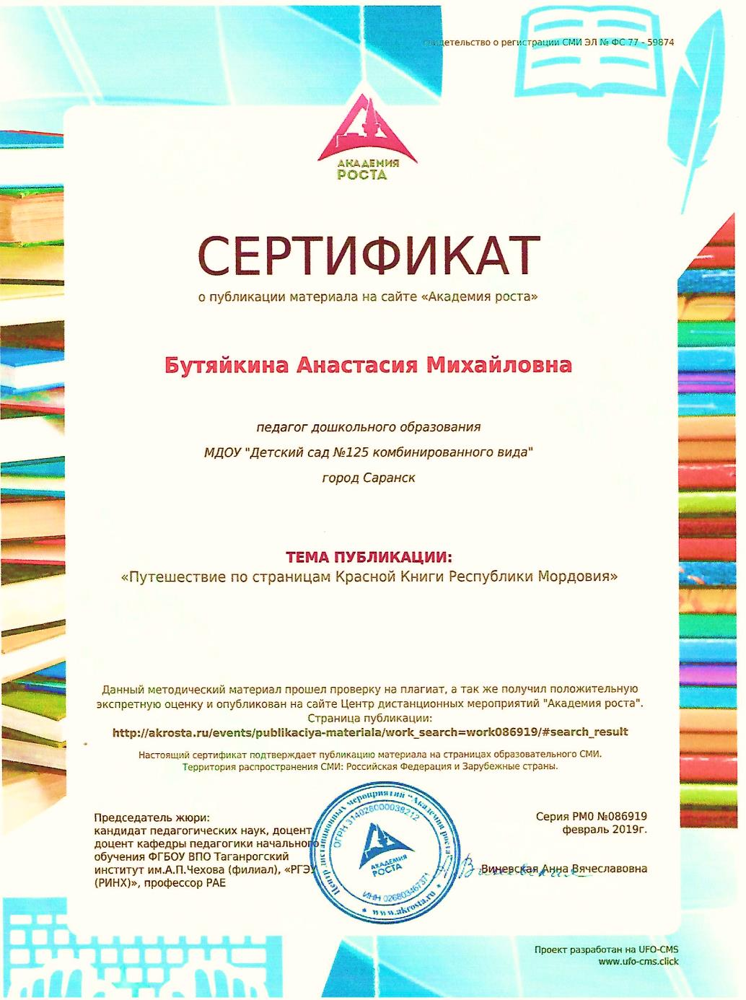 свидетельство о регистрации СМИ ЭЛ № ФС 77 - 59874
АКАДЕМИЯ
РОСТА
СЕРТИФИКАТ
о публикации материала на сайте «Академия роста»
Бутяйкина Анастасия Михайловна
педагог дошкольного образования
МДОУ "Детский сад №125 комбинированного вида"
город Саранск
ТЕМА ПУБЛИКАЦИИ:
«Путешествие по страницам Красной Книги Республики Мордовия»
Данный методический материал прошел проверку на плагиат, а так же получил положительную
экспретную оценку и опубликован на сайте Центр дистанционных мероприятий "Академия роста".
Страница публикации:
http://akrosta.ru/events/publikaciya-materiala/work_search=work086919/#search_result
Настоящий сертификат подтверждает публикацию материала на страницах образовательного СМИ.
Территория распространения СМИ: Российская Федерация и Зарубежные страны.
Председатель жюри:
кандидат педагогических наук, доцент,
доцент кафедры педагогики начального
обучения ФГБОУ ВПО Таганрогский
институт им.А.П.Чехова (филиал), «РГЭУ
(РИНХ)», профессор РАЕ
Центр дистанционных мероприятий "Академия роста"
ОГРН 314028000038212
АКАДЕМИЯ
РОСТА
ИНН 026803467371
* www.akrosta.ru *
Серия РМ0 №086919
февраль 2019г.
Виневская Анна Вячеславовна
Проект разработан на UFO-CMS
www.ufo-cms.click